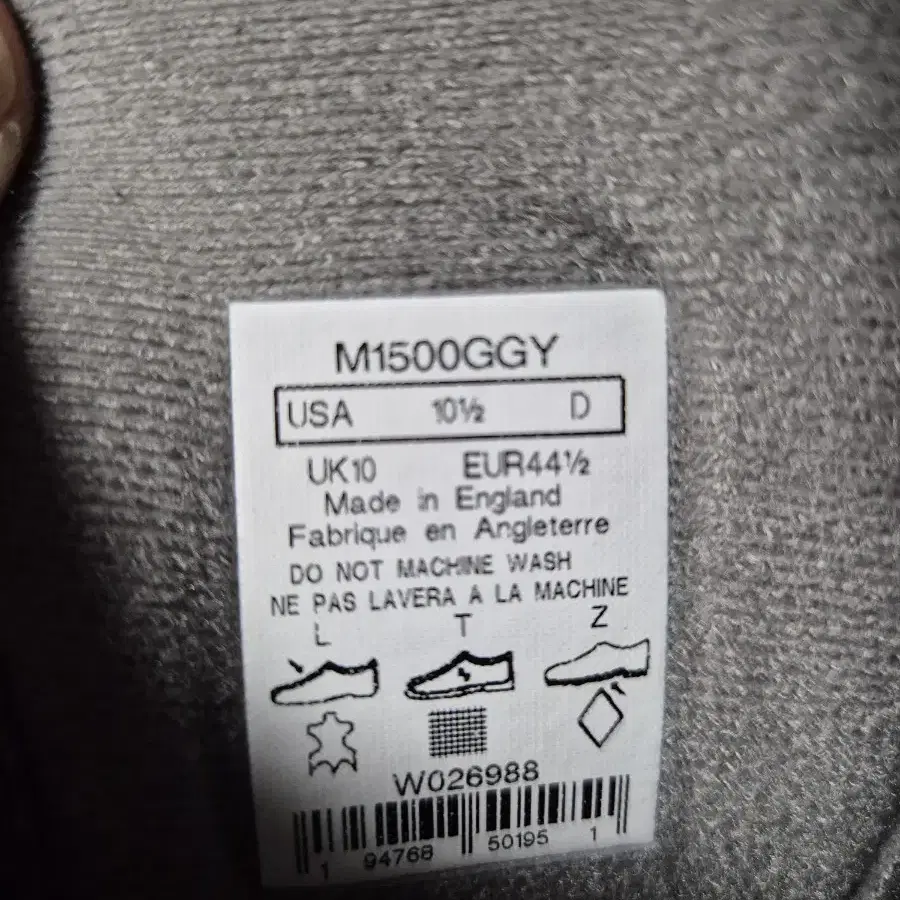 M1500GGY
USA 10½ D
UK10 EUR44½
Made in England
Fabrique en Angleterre
DO NOT MACHINE WASH
NE PAS LAVERA A LA MACHINE
L T Z
W026988
1 94768 50195 1